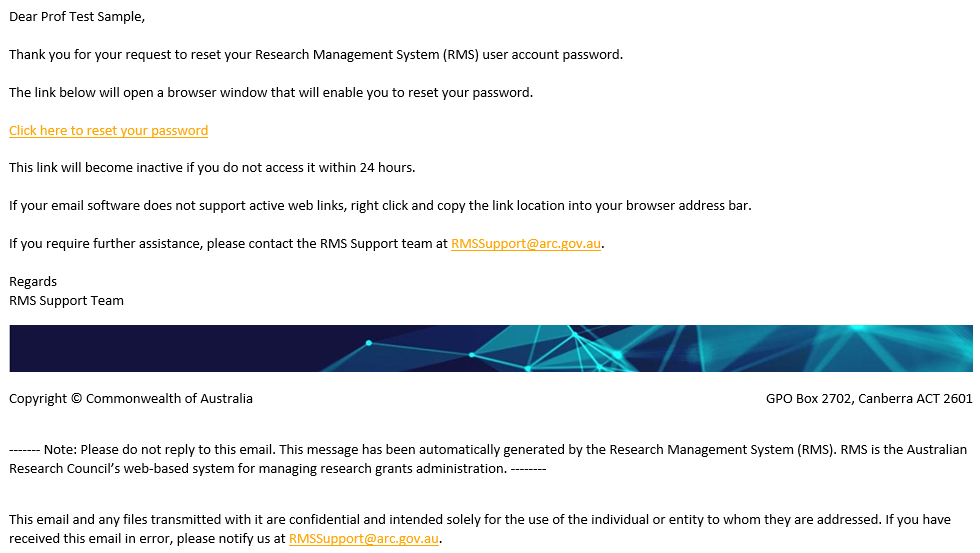 Dear Prof Test Sample,
Thank you for your request to reset your Research Management System (RMS) user account password.
The link below will open a browser window that will enable you to reset your password.
Click here to reset your password
This link will become inactive if you do not access it within 24 hours.
If your email software does not support active web links, right click and copy the link location into your browser address bar.
If you require further assistance, please contact the RMS Support team at RMSSupport@arc.gov.au.
Regards
RMS Support Team
Copyright © Commonwealth of Australia
GPO Box 2702, Canberra ACT 2601
------- Note: Please do not reply to this email. This message has been automatically generated by the Research Management System (RMS). RMS is the Australian
Research Council’s web-based system for managing research grants administration. --------
This email and any files transmitted with it are confidential and intended solely for the use of the individual or entity to whom they are addressed. If you have
received this email in error, please notify us at RMSSupport@arc.gov.au.